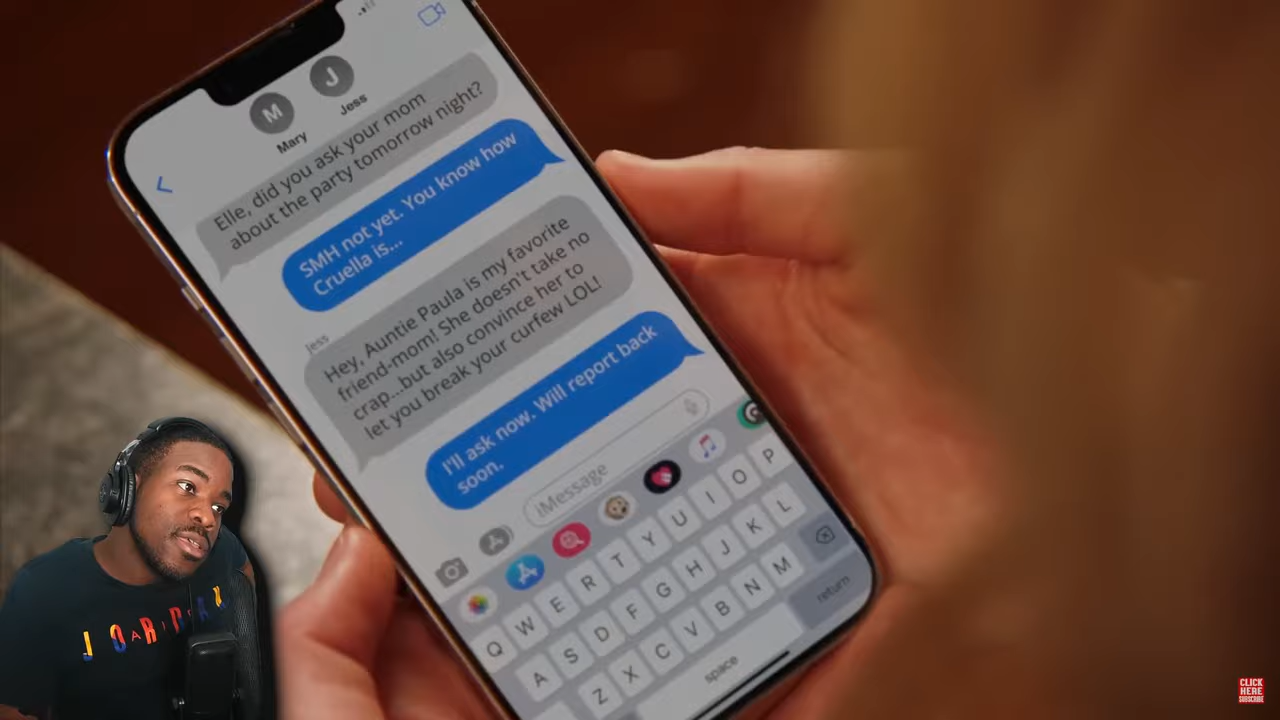 M
J
Mary
Jess
Elle, did you ask your mom
about the party tomorrow night?
SMH not yet. You know how
Cruella is...
Jess
Hey, Auntie Paula is my favorite
friend-mom! She doesn't take no
crap...but also convince her to
let you break your curfew LOL!
I'll ask now. Will report back
soon.
iMessage
Q W E R T Y U I O P
A S D F G H J K L
Z X C V B N M
space
return
JORDAN
CLICK
HERE
SUBSCRIBE